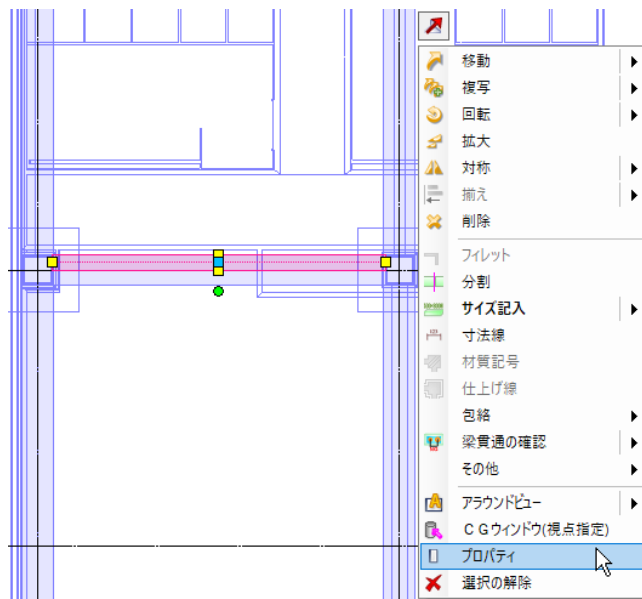 移動
複写
回転
拡大
対称
揃え
削除
フィレット
分割
サイズ記入
寸法線
材質記号
仕上げ線
包絡
梁貫通の確認
その他
アラウンドビュー
ＣＧウィンドウ(視点指定)
プロパティ
選択の解除